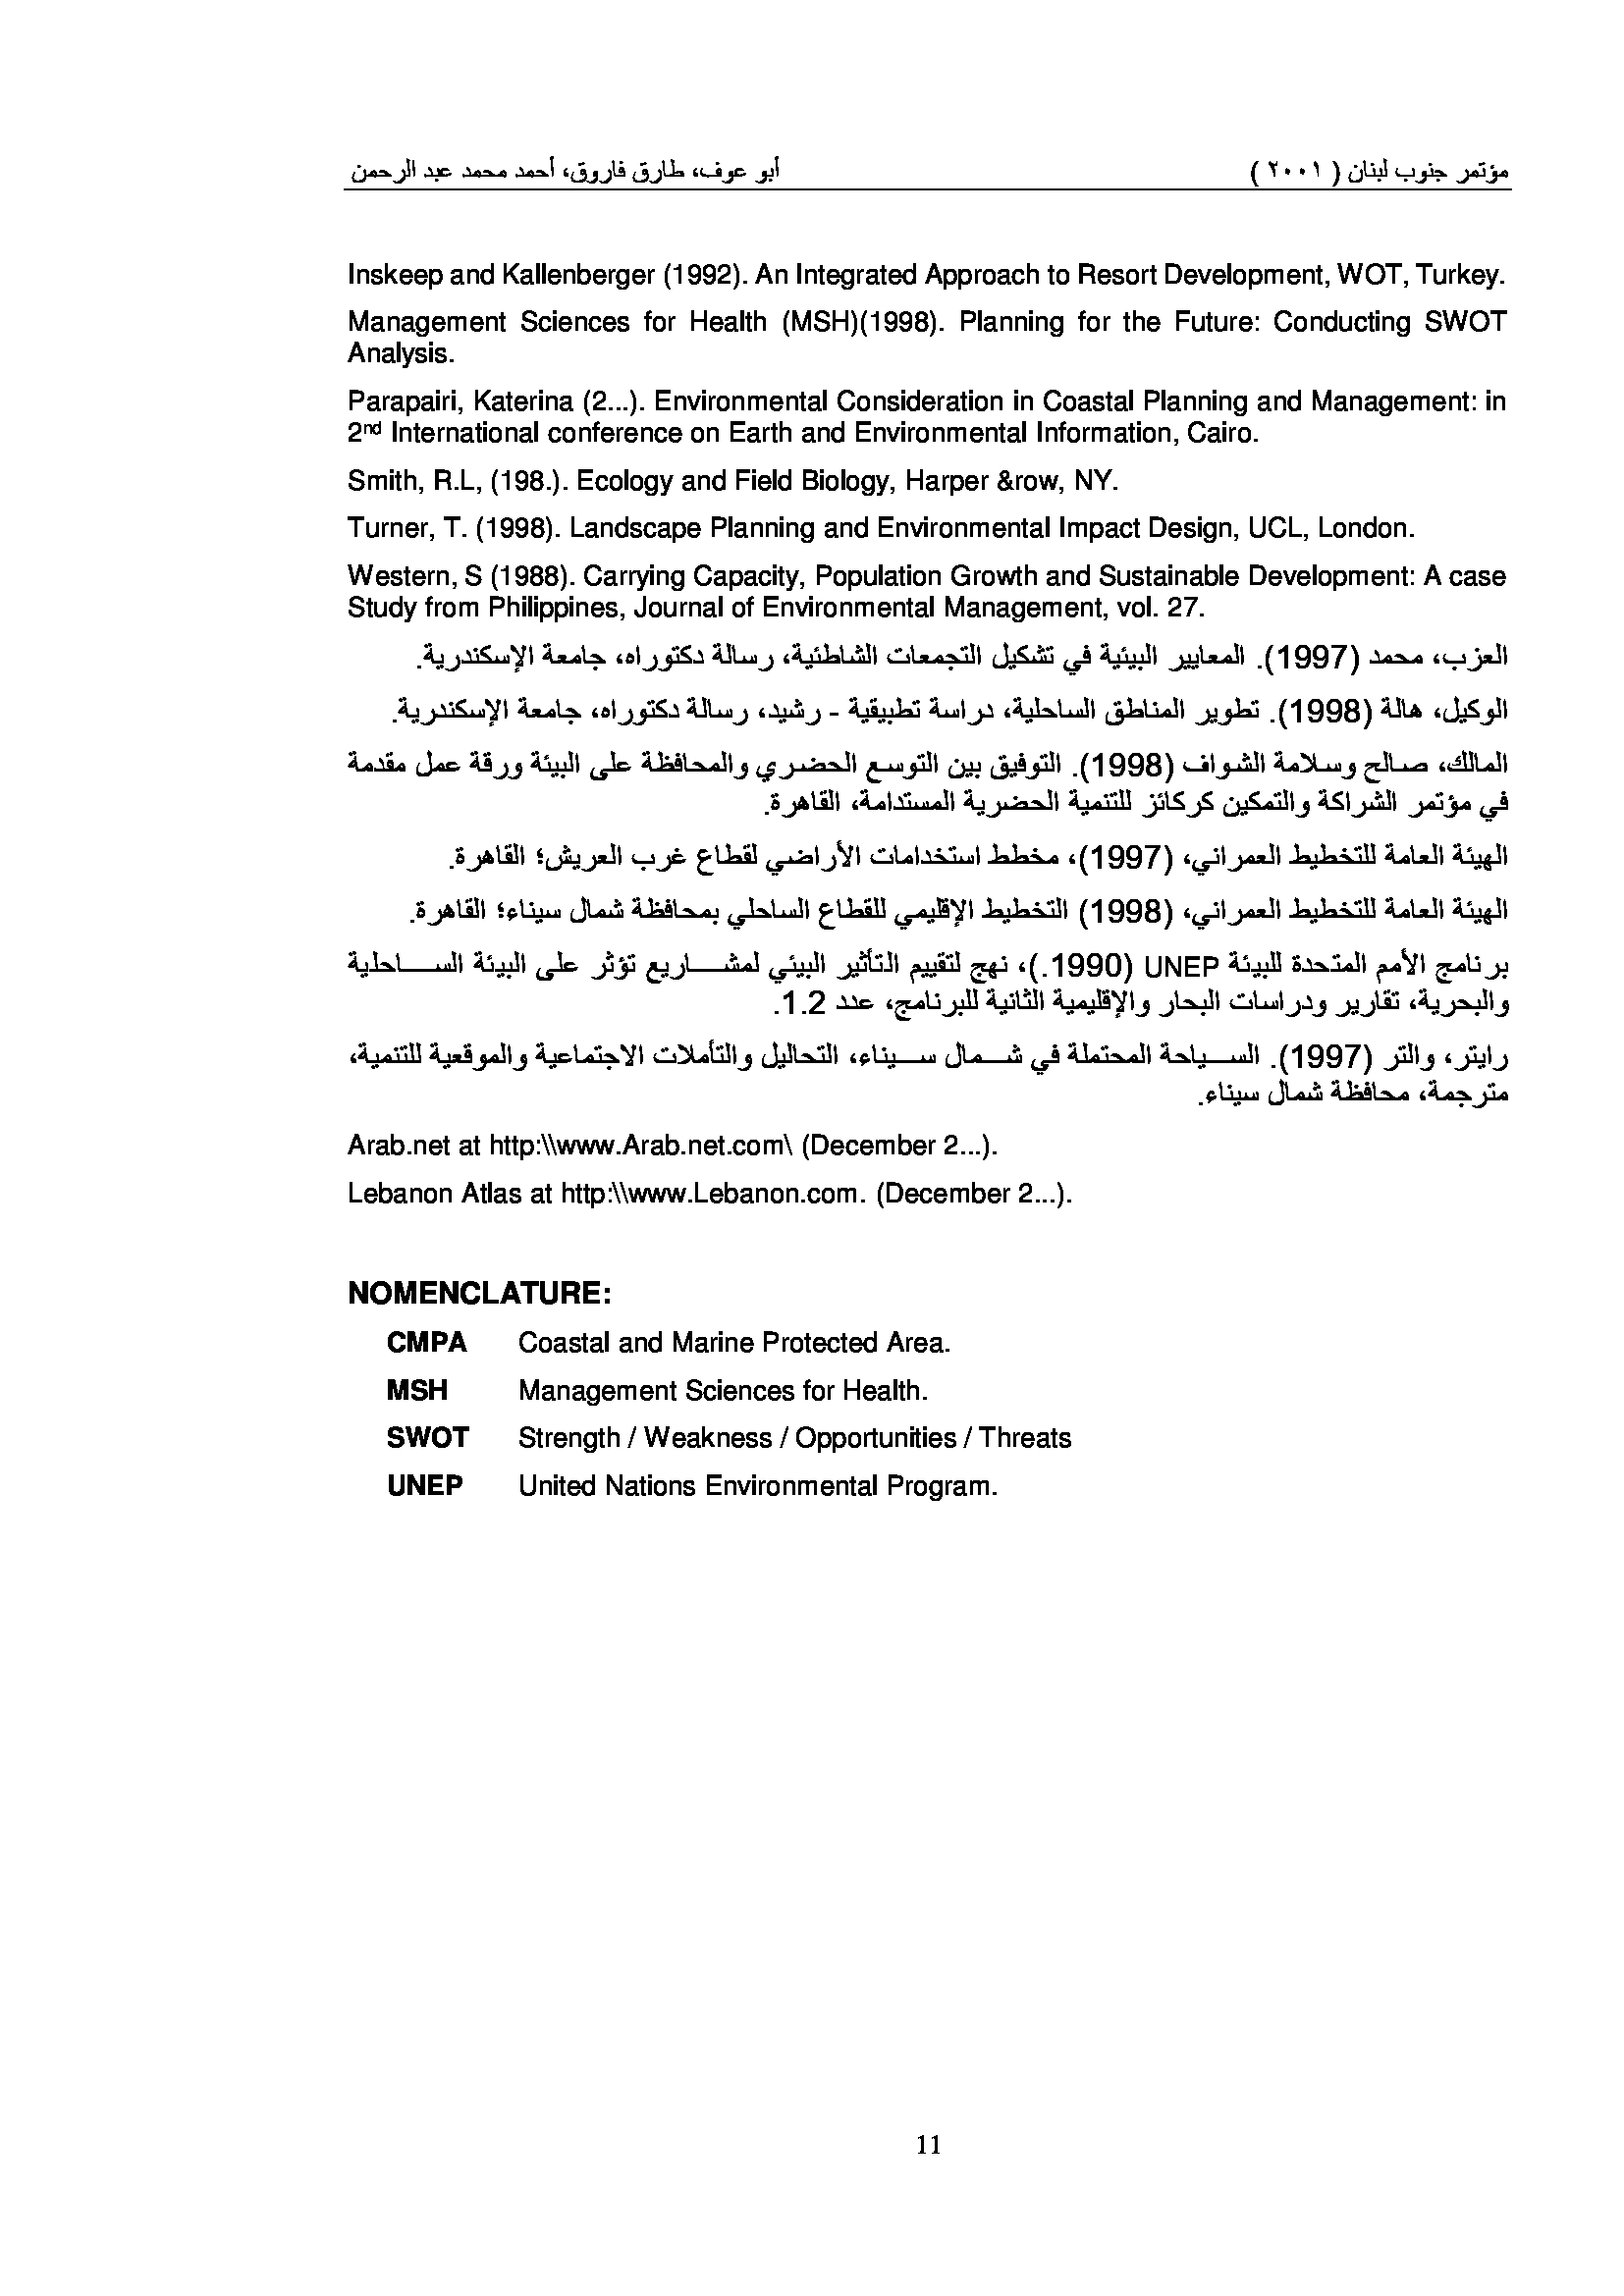 مؤتمر جنوب لبنان ( ٢٠٠١ )
أبو عوف، طارق فاروق، أحمد محمد عبد الرحمن
Inskeep and Kallenberger (1992). An Integrated Approach to Resort Development, WOT, Turkey.
Management Sciences for Health (MSH)(1998). Planning for the Future: Conducting SWOT
Analysis.
Parapairi, Katerina (2...). Environmental Consideration in Coastal Planning and Management: in
2nd International conference on Earth and Environmental Information, Cairo.
Smith, R.L, (198.). Ecology and Field Biology, Harper &row, NY.
Turner, T. (1998). Landscape Planning and Environmental Impact Design, UCL, London.
Western, S (1988). Carrying Capacity, Population Growth and Sustainable Development: A case
Study from Philippines, Journal of Environmental Management, vol. 27.
العزب، محمد (1997). المعايير البيئية في تشكيل التجمعات الشاطئية، رسالة دكتوراه، جامعة الإسكندرية.
الوكيل، هالة (1998). تطوير المناطق الساحلية، دراسة تطبيقية - رشيد، رسالة دكتوراه، جامعة الإسكندرية.
المالك، صالح وسلامة الشواف (1998). التوفيق بين التوسع الحضري والمحافظة على البيئة ورقة عمل مقدمة
في مؤتمر الشراكة والتمكين كركائز للتنمية الحضرية المستدامة، القاهرة.
الهيئة العامة للتخطيط العمراني، (1997)، مخطط استخدامات الأراضي لقطاع غرب العريش؛ القاهرة.
الهيئة العامة للتخطيط العمراني، (1998) التخطيط الإقليمي للقطاع الساحلي بمحافظة شمال سيناء؛ القاهرة.
برنامج الأمم المتحدة للبيئة UNEP (1990.)، نهج لتقييم التأثير البيئي لمشـــاريع تؤثر على البيئة الســـاحلية
والبحرية، تقارير ودراسات البحار والإقليمية الثانية للبرنامج، عدد 1.2.
رايتر، والتر (1997). الســـياحة المحتملة في شـــمال ســـيناء، التحاليل والتأملات الاجتماعية والموقعية للتنمية،
مترجمة، محافظة شمال سيناء.
Arab.net at http:\\www.Arab.net.com\ (December 2...).
Lebanon Atlas at http:\\www.Lebanon.com. (December 2...).
NOMENCLATURE:
CMPA Coastal and Marine Protected Area.
MSH Management Sciences for Health.
SWOT Strength / Weakness / Opportunities / Threats
UNEP United Nations Environmental Program.
11